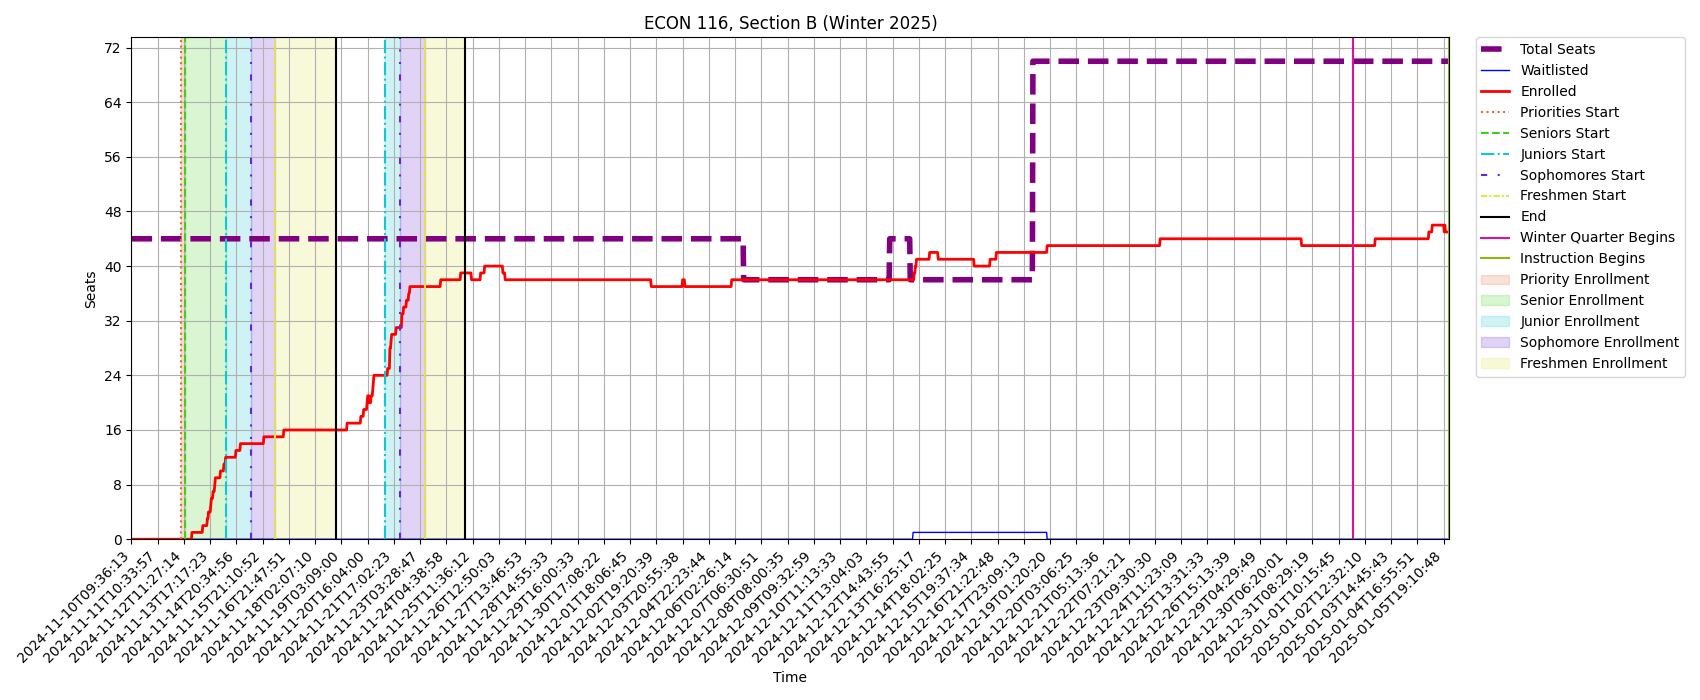 ECON 116, Section B (Winter 2025)
72
64
56
48
40
32
24
16
8
0
Seats
2024-11-10T09:36:13
2024-11-11T10:33:57
2024-11-12T11:27:14
2024-11-13T17:17:23
2024-11-14T20:34:56
2024-11-15T21:10:52
2024-11-16T21:47:51
2024-11-18T02:07:10
2024-11-19T03:09:00
2024-11-20T16:04:00
2024-11-21T17:02:23
2024-11-23T03:28:47
2024-11-24T04:38:58
2024-11-25T11:36:12
2024-11-26T12:50:03
2024-11-27T13:46:53
2024-11-28T14:55:33
2024-11-29T16:00:33
2024-11-30T17:08:22
2024-12-01T18:06:45
2024-12-02T19:20:39
2024-12-03T20:55:38
2024-12-04T22:23:44
2024-12-06T02:26:14
2024-12-07T06:30:51
2024-12-08T08:00:35
2024-12-09T09:32:59
2024-12-10T11:13:33
2024-12-11T13:04:03
2024-12-12T14:43:55
2024-12-13T16:25:17
2024-12-14T18:02:25
2024-12-15T19:37:34
2024-12-16T21:22:48
2024-12-17T23:09:13
2024-12-19T01:20:20
2024-12-20T03:06:25
2024-12-21T05:13:36
2024-12-22T07:21:21
2024-12-23T09:30:30
2024-12-24T11:23:09
2024-12-25T13:31:33
2024-12-26T15:13:39
2024-12-29T04:29:49
2024-12-30T06:20:01
2024-12-31T08:29:19
2025-01-01T10:15:45
2025-01-02T12:32:10
2025-01-03T14:45:43
2025-01-04T16:55:51
2025-01-05T19:10:48
Time
Total Seats
Waitlisted
Enrolled
Priorities Start
Seniors Start
Juniors Start
Sophomores Start
Freshmen Start
End
Winter Quarter Begins
Instruction Begins
Priority Enrollment
Senior Enrollment
Junior Enrollment
Sophomore Enrollment
Freshmen Enrollment